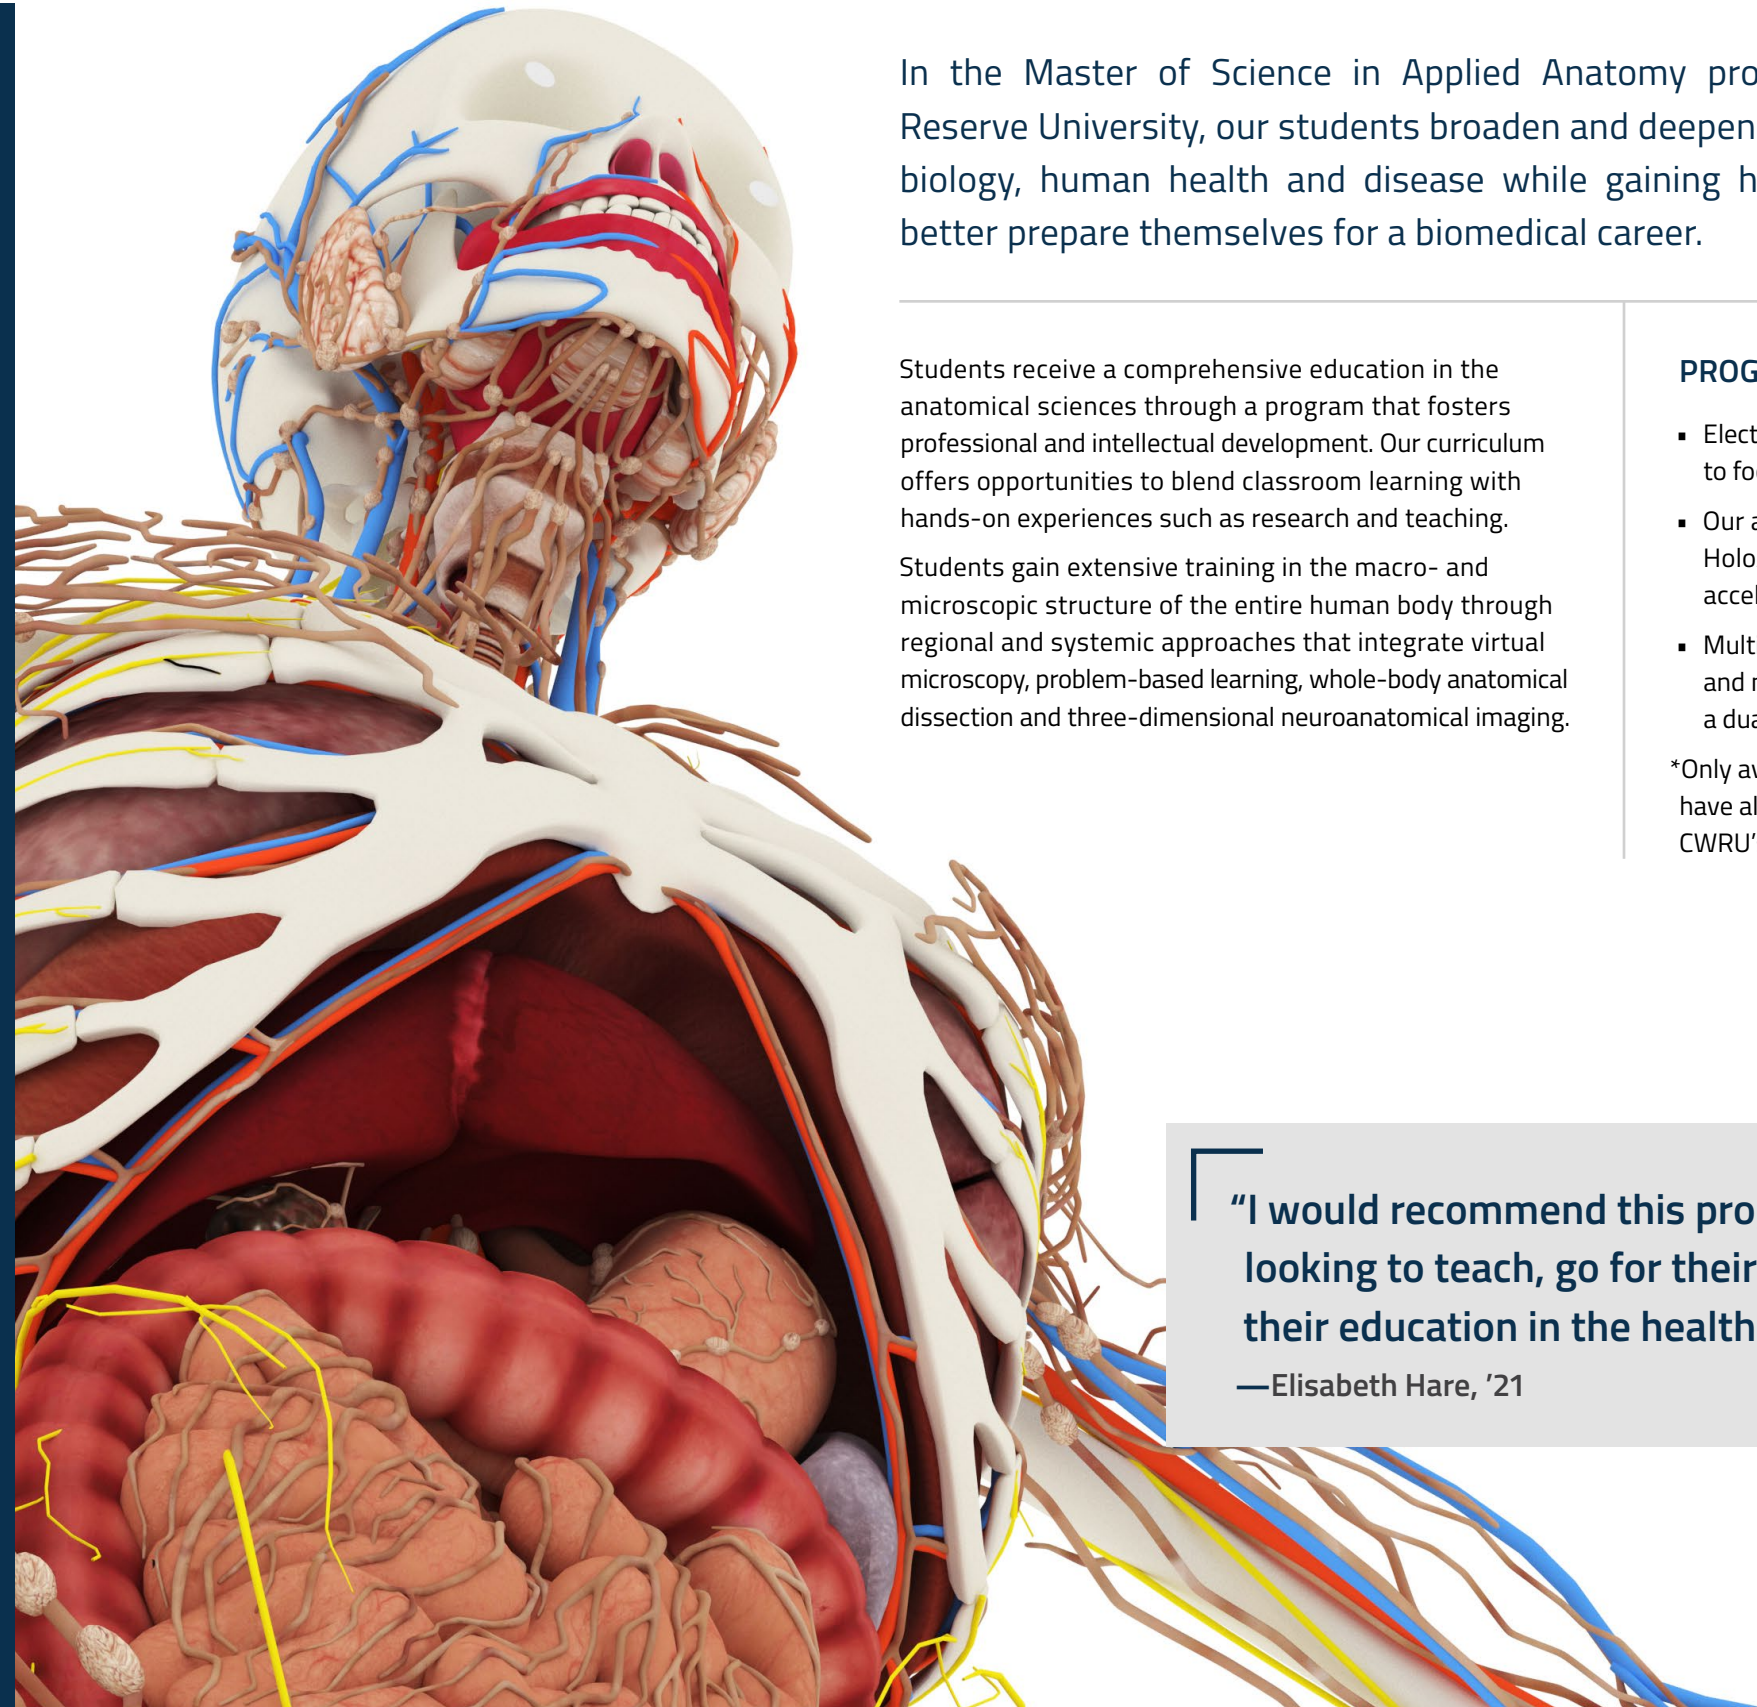 In the Master of Science in Applied Anatomy pro
Reserve University, our students broaden and deepen
biology, human health and disease while gaining h
better prepare themselves for a biomedical career.
Students receive a comprehensive education in the
anatomical sciences through a program that fosters
professional and intellectual development. Our curriculum
offers opportunities to blend classroom learning with
hands-on experiences such as research and teaching.
Students gain extensive training in the macro- and
microscopic structure of the entire human body through
regional and systemic approaches that integrate virtual
microscopy, problem-based learning, whole-body anatomical
dissection and three-dimensional neuroanatomical imaging.
PROG
▪ Elect
to fo
▪ Our a
Holo
accel
▪ Mult
and r
a dua
*Only av
have al
CWRU’
“I would recommend this pro
looking to teach, go for their
their education in the health
—Elisabeth Hare, ’21